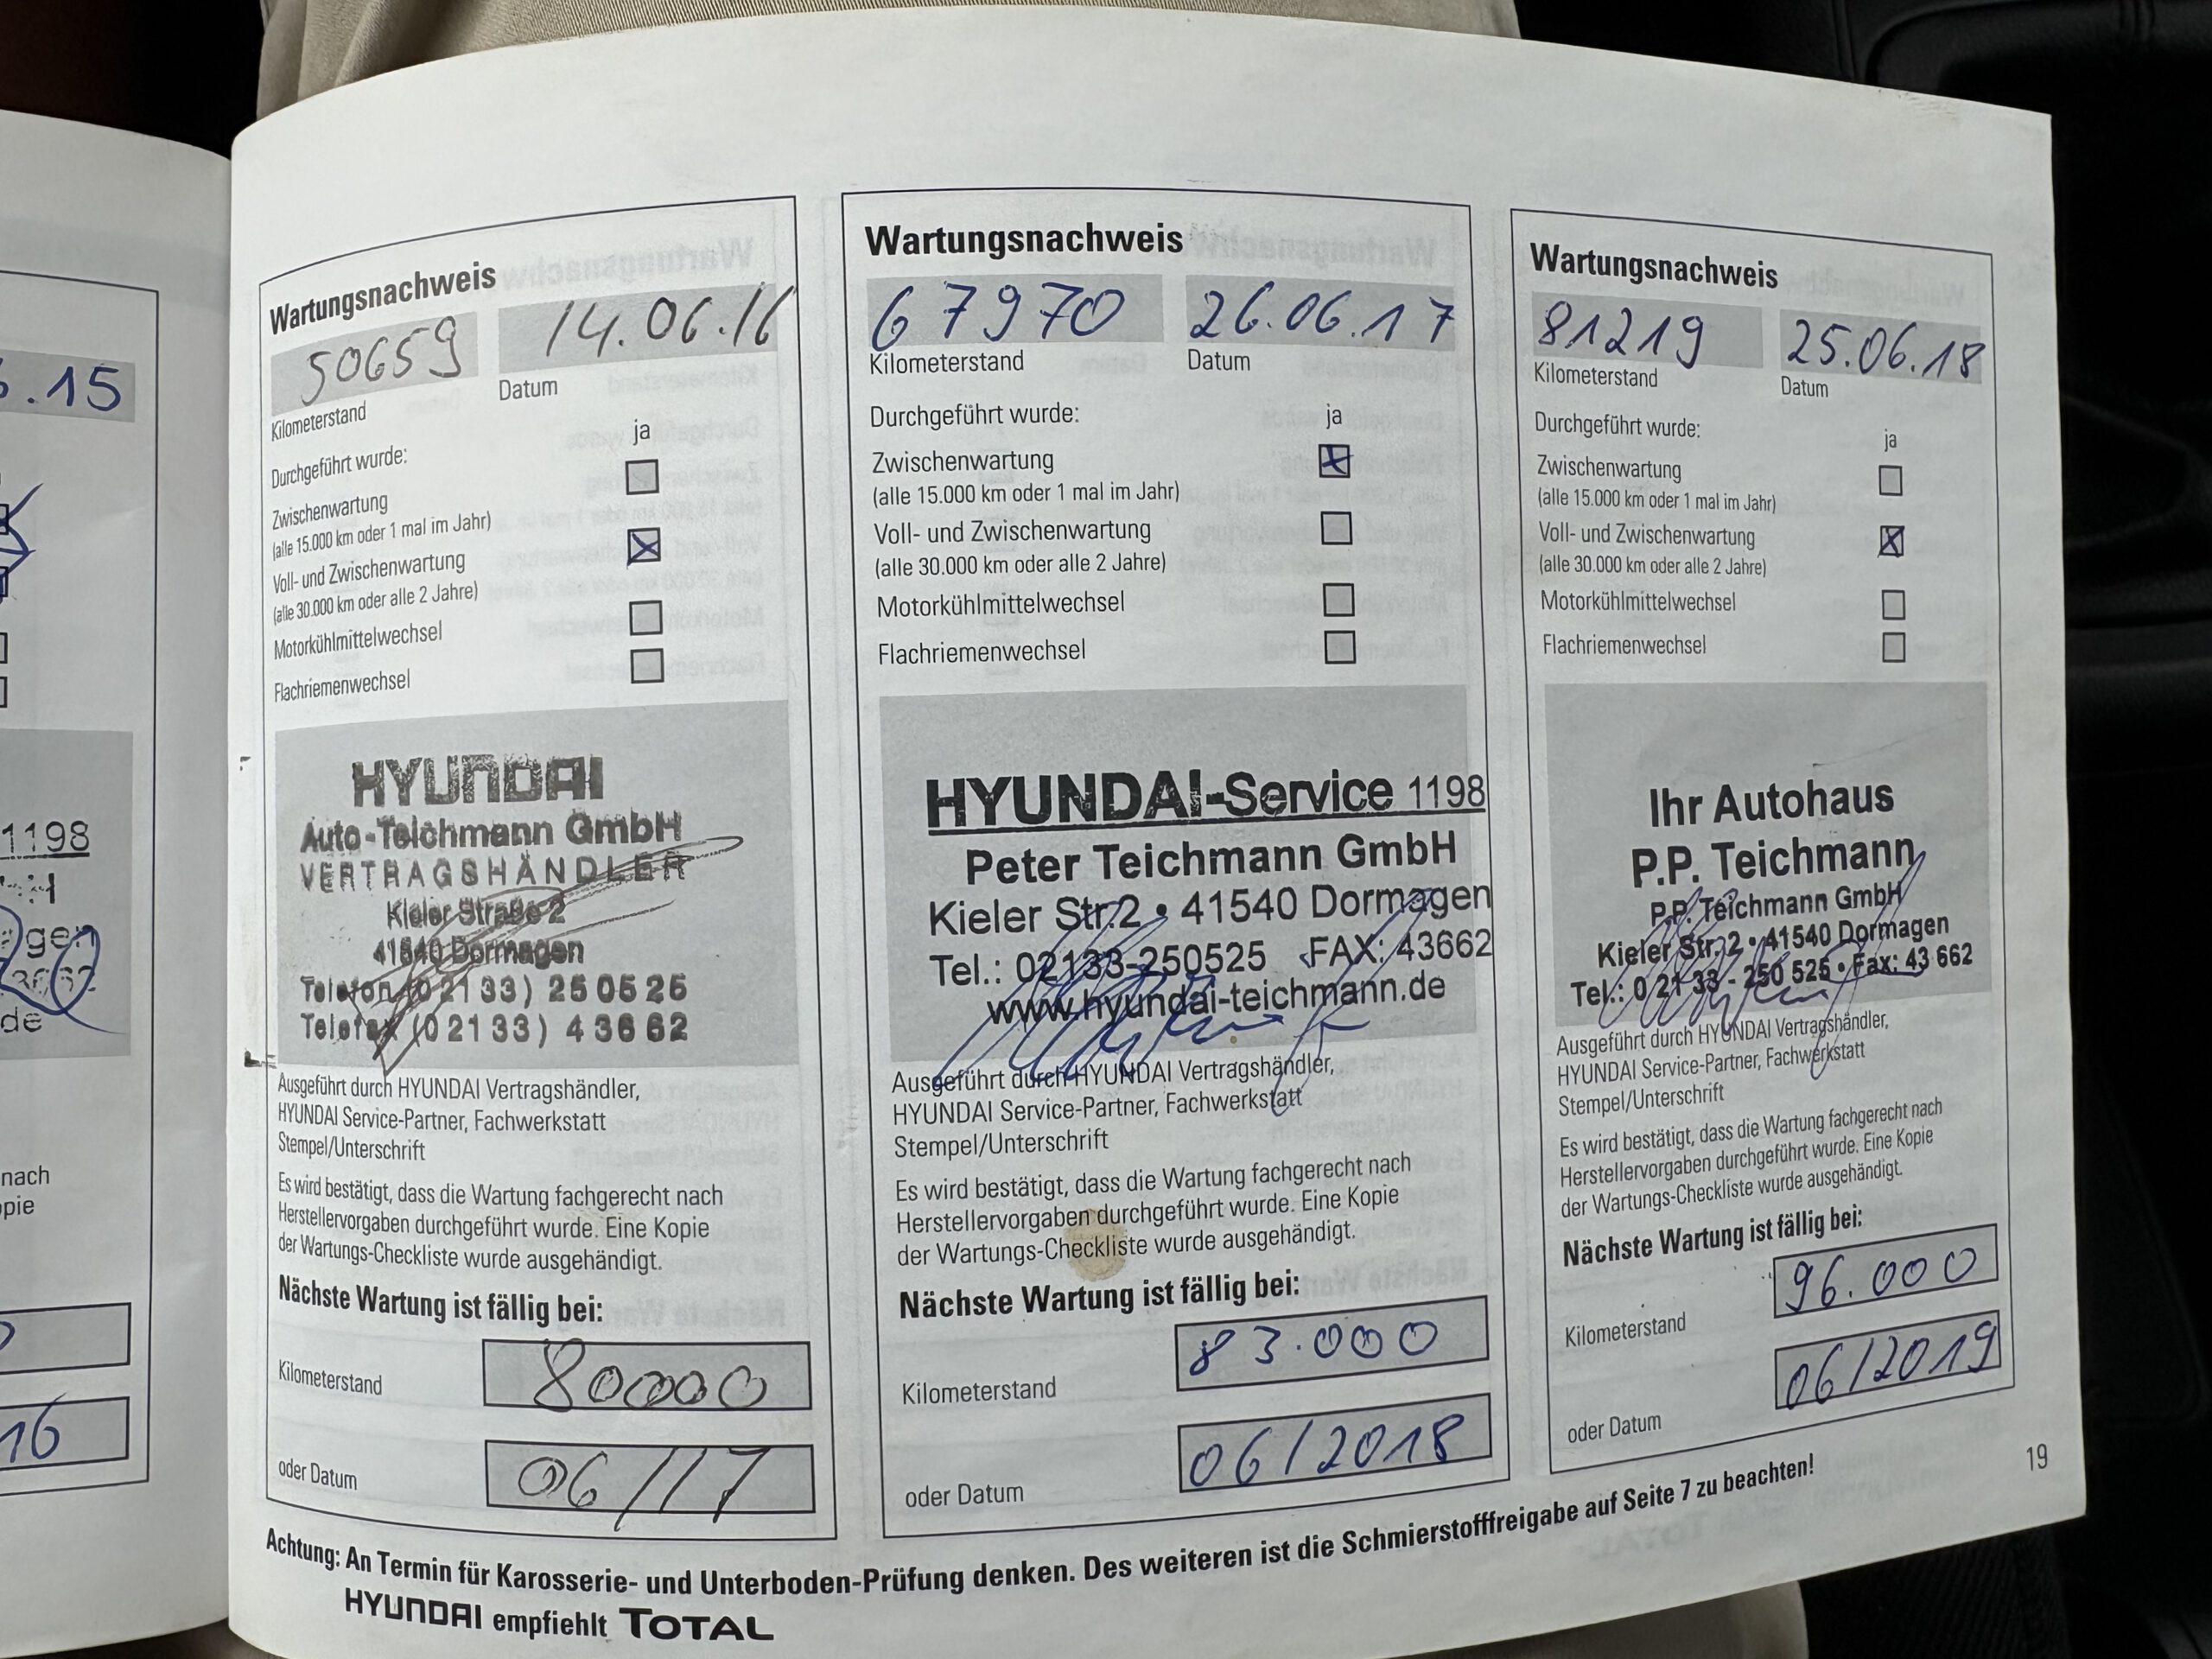 .15
1198
gen
de
nach
pie
16
Wartungsnachweis
50659
14.06.16
Kilometerstand
Datum
Durchgeführt wurde:
ja
Zwischenwartung
(alle 15.000 km oder 1 mal im Jahr)
Voll- und Zwischenwartung
(alle 30.000 km oder alle 2 Jahre)
Motorkühlmittelwechsel
Flachriemenwechsel
HYUNDAI
Auto-Teichmann GmbH
VERTRAGSHÄNDLER
Kieler Straße 2
41540 Dormagen
Telefon (0 21 33) 25 05 25
Telefax (0 21 33) 4 36 62
Ausgeführt durch HYUNDAI Vertragshändler,
HYUNDAI Service-Partner, Fachwerkstatt
Stempel/Unterschrift
Es wird bestätigt, dass die Wartung fachgerecht nach
Herstellervorgaben durchgeführt wurde. Eine Kopie
der Wartungs-Checkliste wurde ausgehändigt.
Nächste Wartung ist fällig bei:
Kilometerstand
80000
oder Datum
06/17
Wartungsnachweis
67970
26.06.17
Kilometerstand
Datum
Durchgeführt wurde:
ja
Zwischenwartung
(alle 15.000 km oder 1 mal im Jahr)
Voll- und Zwischenwartung
(alle 30.000 km oder alle 2 Jahre)
Motorkühlmittelwechsel
Flachriemenwechsel
HYUNDAI-Service 1198
Peter Teichmann GmbH
Kieler Str.2 • 41540 Dormagen
Tel.: 02133-250525 FAX: 43662
www.hyundai-teichmann.de
Ausgeführt durch HYUNDAI Vertragshändler,
HYUNDAI Service-Partner, Fachwerkstatt
Stempel/Unterschrift
Es wird bestätigt, dass die Wartung fachgerecht nach
Herstellervorgaben durchgeführt wurde. Eine Kopie
der Wartungs-Checkliste wurde ausgehändigt.
Nächste Wartung ist fällig bei:
Kilometerstand
83.000
oder Datum
06/2018
Wartungsnachweis
81219
25.06.18
Kilometerstand
Datum
Durchgeführt wurde:
ja
Zwischenwartung
(alle 15.000 km oder 1 mal im Jahr)
Voll- und Zwischenwartung
(alle 30.000 km oder alle 2 Jahre)
Motorkühlmittelwechsel
Flachriemenwechsel
Ihr Autohaus
P.P. Teichmann
P.P. Teichmann GmbH
Kieler Str. 2 • 41540 Dormagen
Tel.: 0 21 33 - 250 525 • Fax: 43 662
Ausgeführt durch HYUNDAI Vertragshändler,
HYUNDAI Service-Partner, Fachwerkstatt
Stempel/Unterschrift
Es wird bestätigt, dass die Wartung fachgerecht nach
Herstellervorgaben durchgeführt wurde. Eine Kopie
der Wartungs-Checkliste wurde ausgehändigt.
Nächste Wartung ist fällig bei:
Kilometerstand
96.000
oder Datum
06/2019
Achtung: An Termin für Karosserie- und Unterboden-Prüfung denken. Des weiteren ist die Schmierstofffreigabe auf Seite 7 zu beachten!
19
HYUNDAI empfiehlt TOTAL